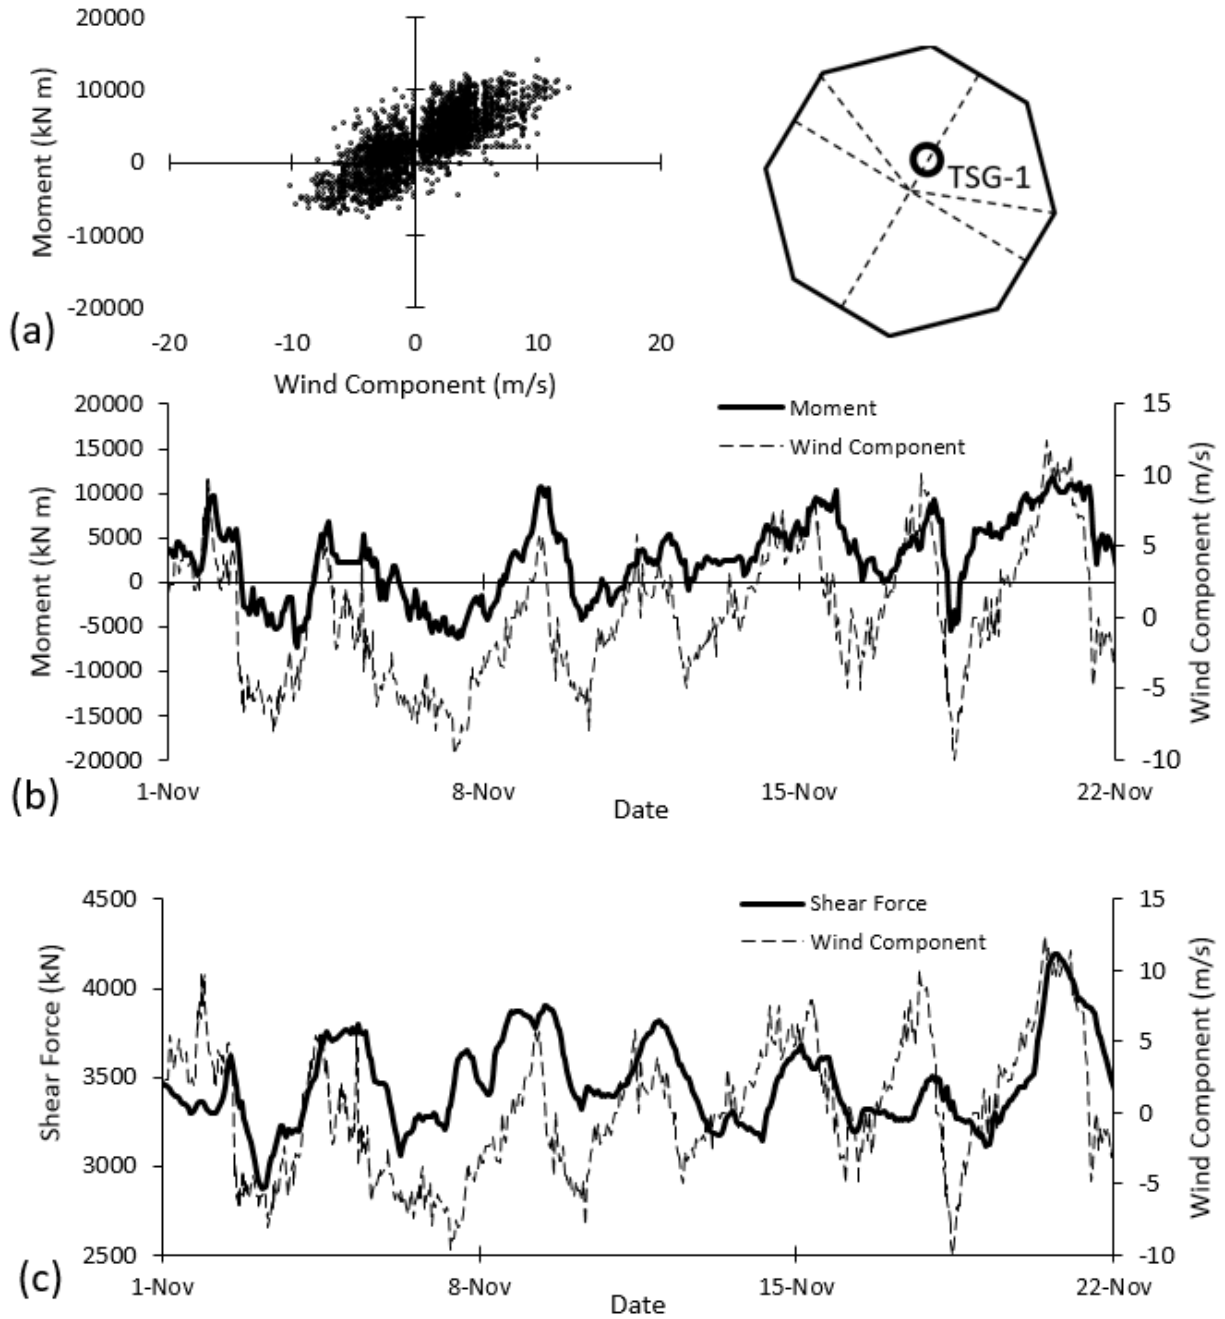 20000
10000
0
-10000
-20000
Moment (kN m)
-20 -10 0 10 20
Wind Component (m/s)
(a)
TSG-1
20000
15000
10000
5000
0
-5000
-10000
-15000
-20000
Moment (kN m)
Moment
Wind Component
15
10
5
0
-5
-10
Wind Component (m/s)
1-Nov 8-Nov 15-Nov 22-Nov
Date
(b)
4500
4000
3500
3000
2500
Shear Force (kN)
Shear Force
Wind Component
15
10
5
0
-5
-10
Wind Component (m/s)
1-Nov 8-Nov 15-Nov 22-Nov
Date
(c)